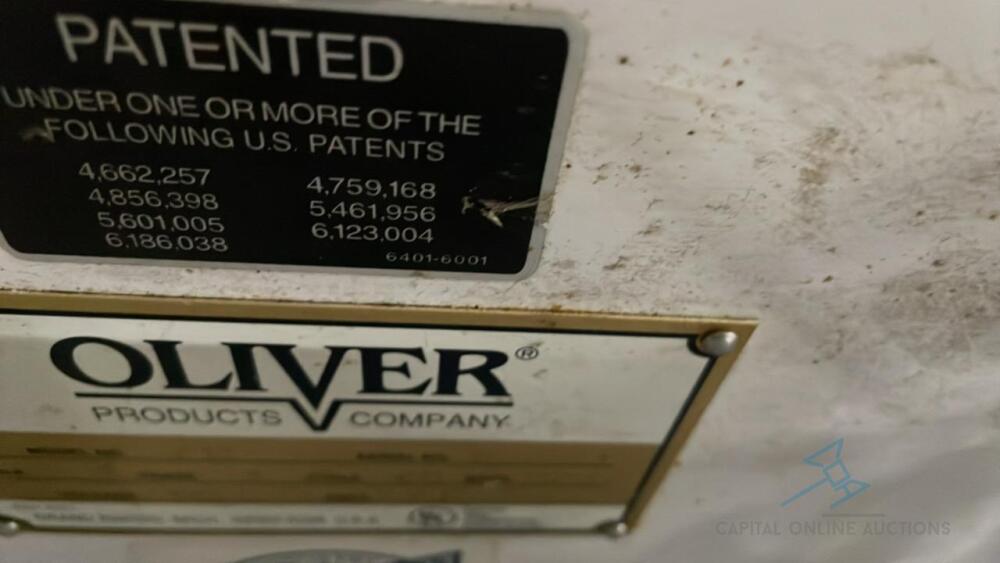 PATENTED
UNDER ONE OR MORE OF THE
FOLLOWING U.S. PATENTS
4,662,257 4,759,168
4,856,398 5,461,956
5,601,005 6,123,004
6,186,038
6401-6001
OLIVER®
PRODUCTS COMPANY
CAPITAL ONLINE AUCTIONS